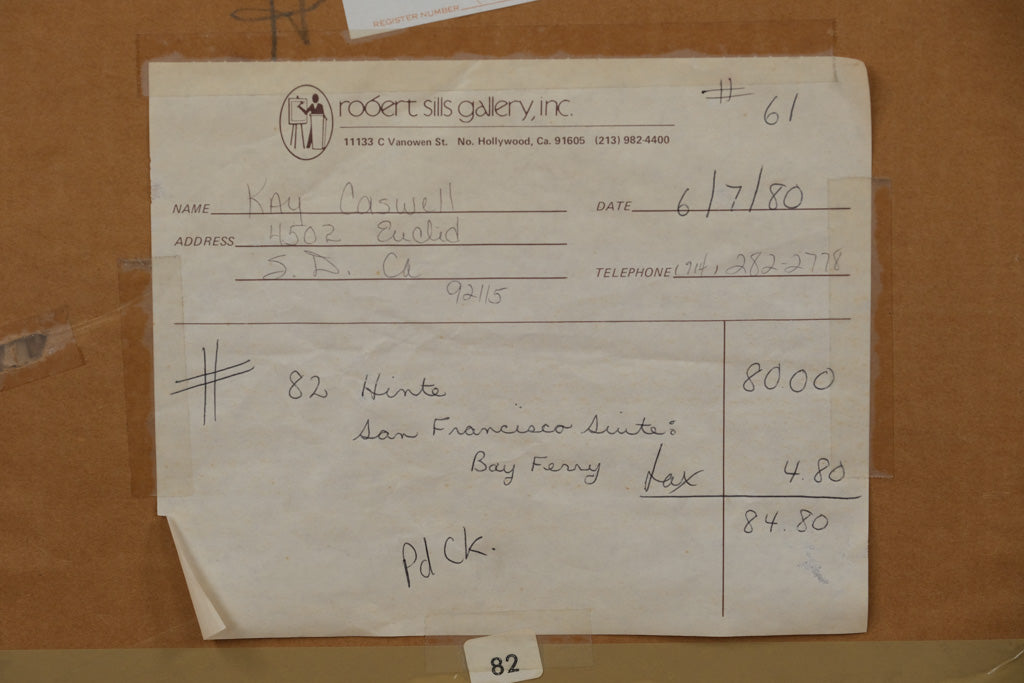 REGISTER NUMBER
robert sills gallery, inc.
11133 C Vanowen St. No. Hollywood, Ca. 91605 (213) 982-4400
# 61
NAME Kay Caswell
DATE 6/7/80
ADDRESS 4502 Euclid
S. D. Ca
TELEPHONE (714) 282-2778
92115
# 82 Hinte 80.00
San Francisco Suite:
Bay Ferry tax 4.80
84.80
Pd Ck.
82